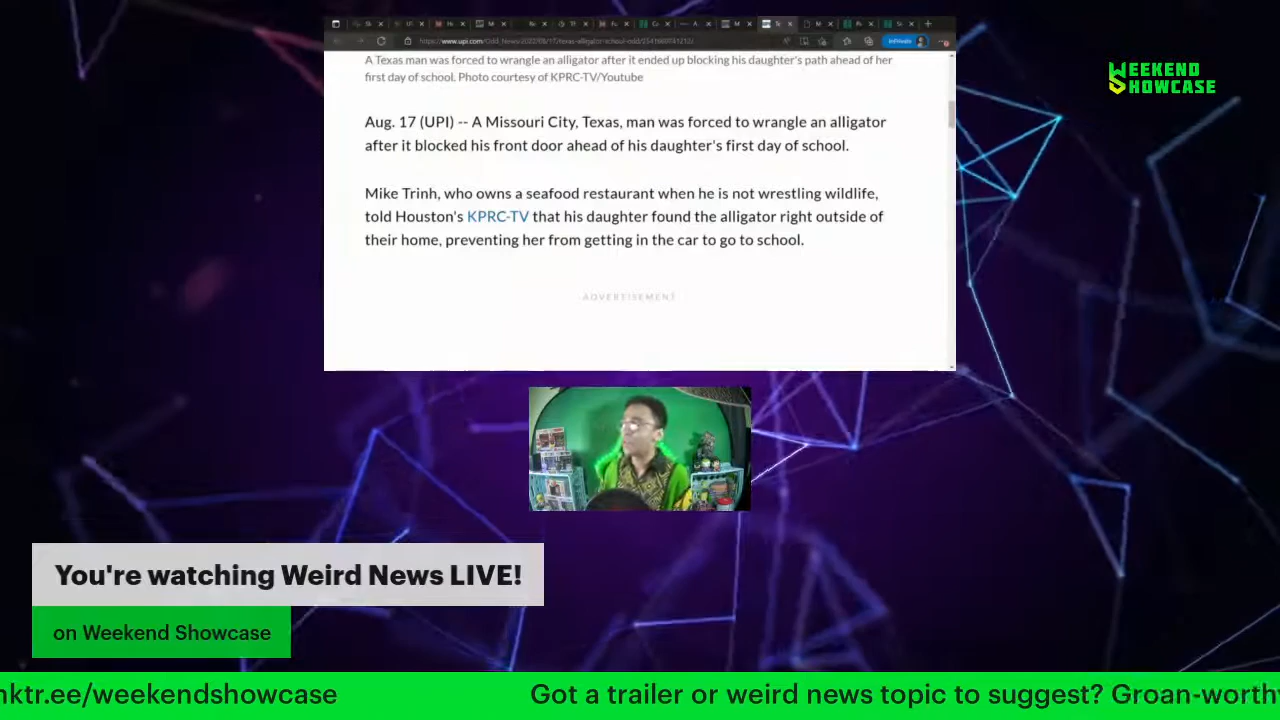 A Texas man was forced to wrangle an alligator after it ended up blocking his daughter's path ahead of her
first day of school. Photo courtesy of KPRC-TV/Youtube
WEEKEND
SHOWCASE
Aug. 17 (UPI) -- A Missouri City, Texas, man was forced to wrangle an alligator
after it blocked his front door ahead of his daughter's first day of school.
Mike Trinh, who owns a seafood restaurant when he is not wrestling wildlife,
told Houston's KPRC-TV that his daughter found the alligator right outside of
their home, preventing her from getting in the car to go to school.
ADVERTISEMENT
You're watching Weird News LIVE!
on Weekend Showcase
nktr.ee/weekendshowcase Got a trailer or weird news topic to suggest? Groan-worthy